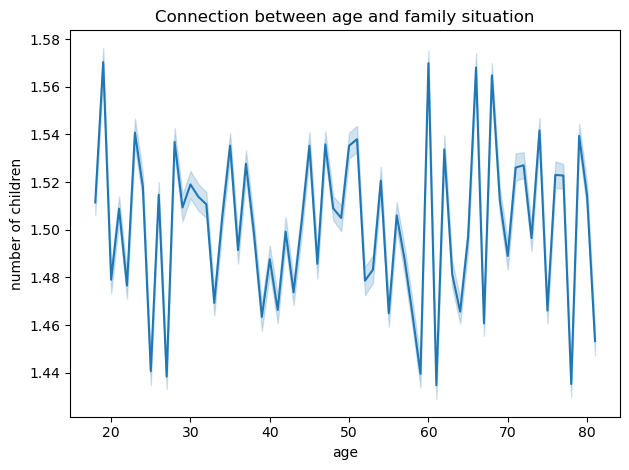 Connection between age and family situation
1.58
1.56
1.54
1.52
1.50
1.48
1.46
1.44
number of children
20 30 40 50 60 70 80
age